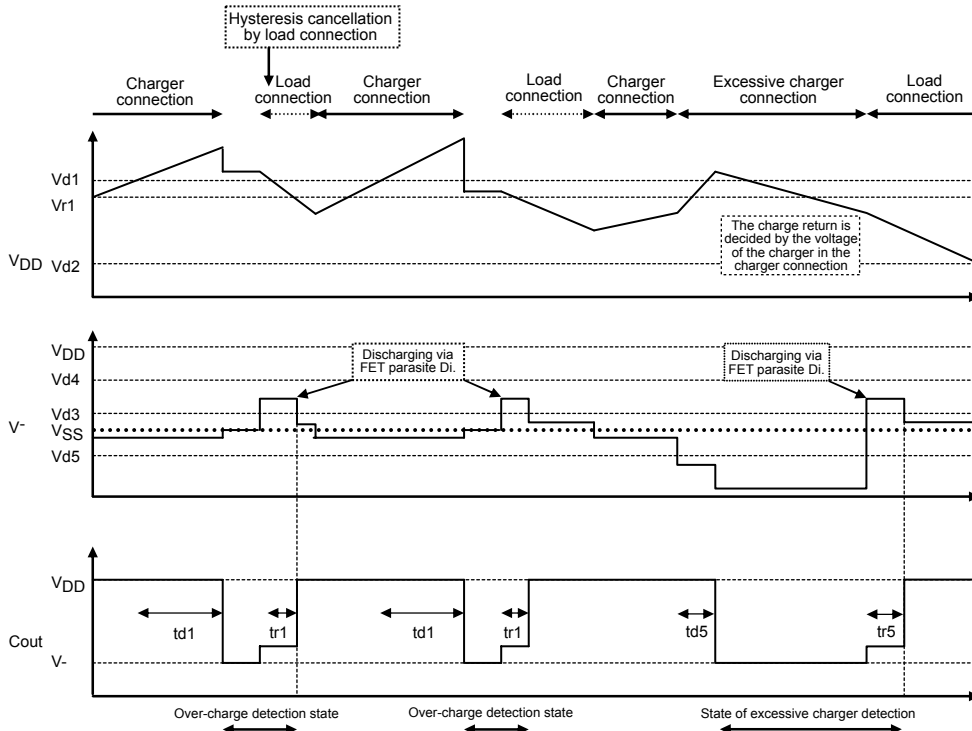 Hysteresis cancellation
by load connection
Charger
connection
Load
connection
Charger
connection
Load
connection
Charger
connection
Excessive charger
connection
Load
connection
Vd1
Vr1
VDD
Vd2
The charge return is
decided by the voltage
of the charger in the
charger connection
VDD
Vd4
Vd3
V-
VSS
Vd5
Discharging via
FET parasite Di.
Discharging via
FET parasite Di.
VDD
Cout
V-
td1
tr1
td1
tr1
td5
tr5
Over-charge detection state
Over-charge detection state
State of excessive charger detection